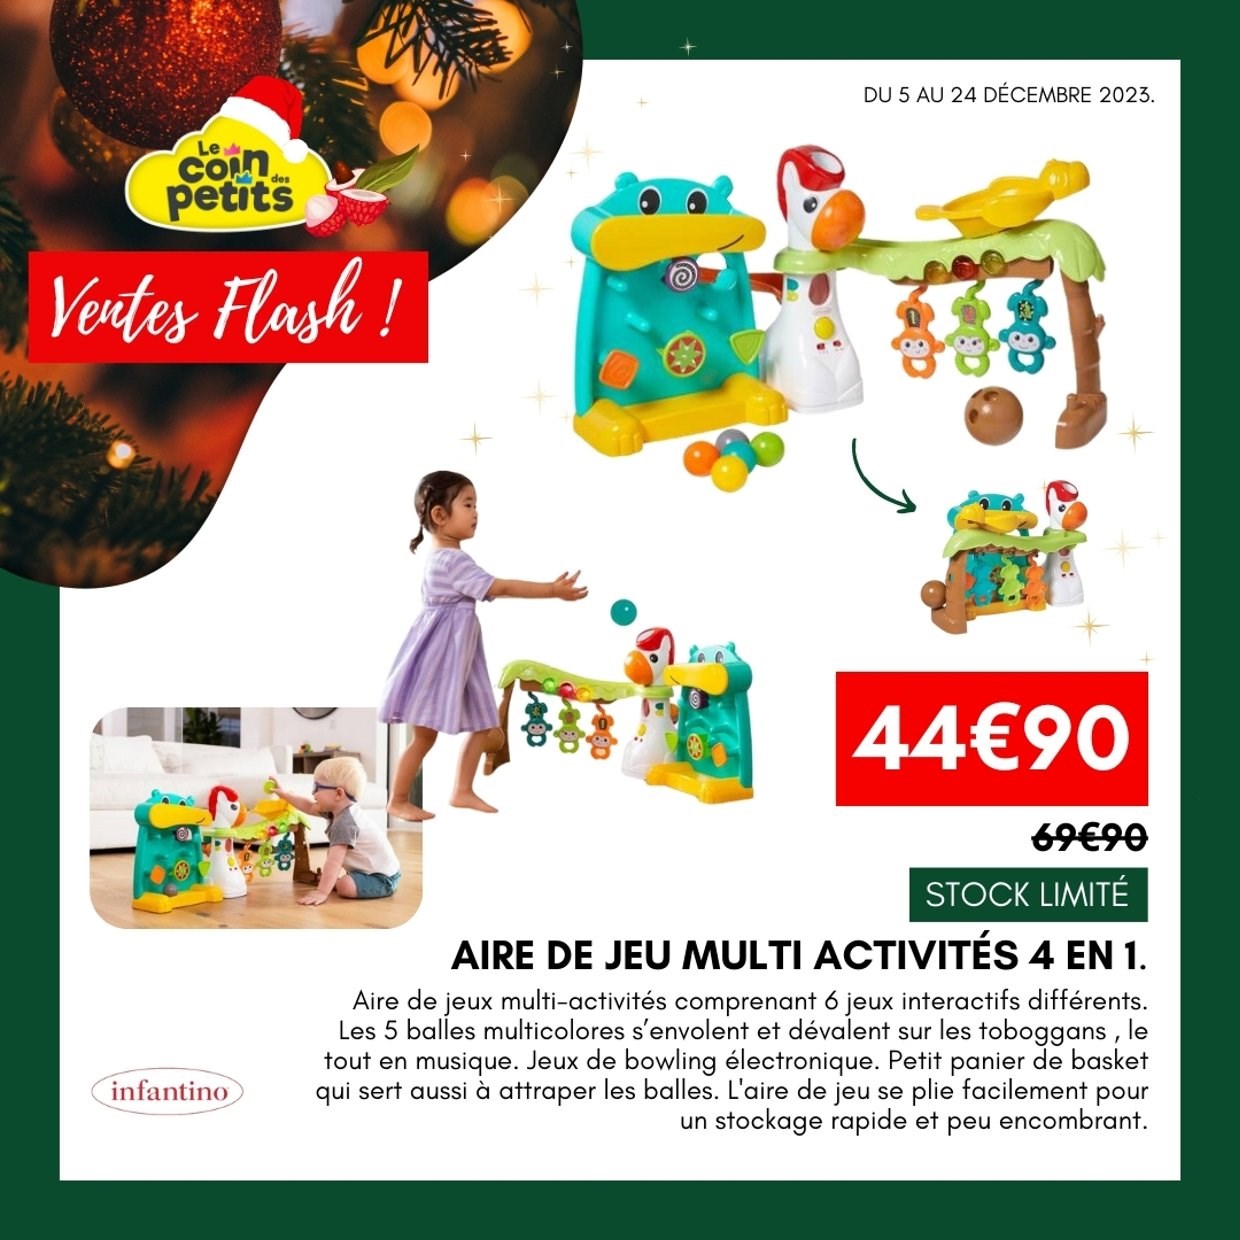 DU 5 AU 24 DÉCEMBRE 2023.
Le
coin
des
petits
Ventes Flash !
44€90
69€90
STOCK LIMITÉ
AIRE DE JEU MULTI ACTIVITÉS 4 EN 1.
Aire de jeux multi-activités comprenant 6 jeux interactifs différents.
Les 5 balles multicolores s’envolent et dévalent sur les toboggans , le
tout en musique. Jeux de bowling électronique. Petit panier de basket
qui sert aussi à attraper les balles. L'aire de jeu se plie facilement pour
un stockage rapide et peu encombrant.
infantino